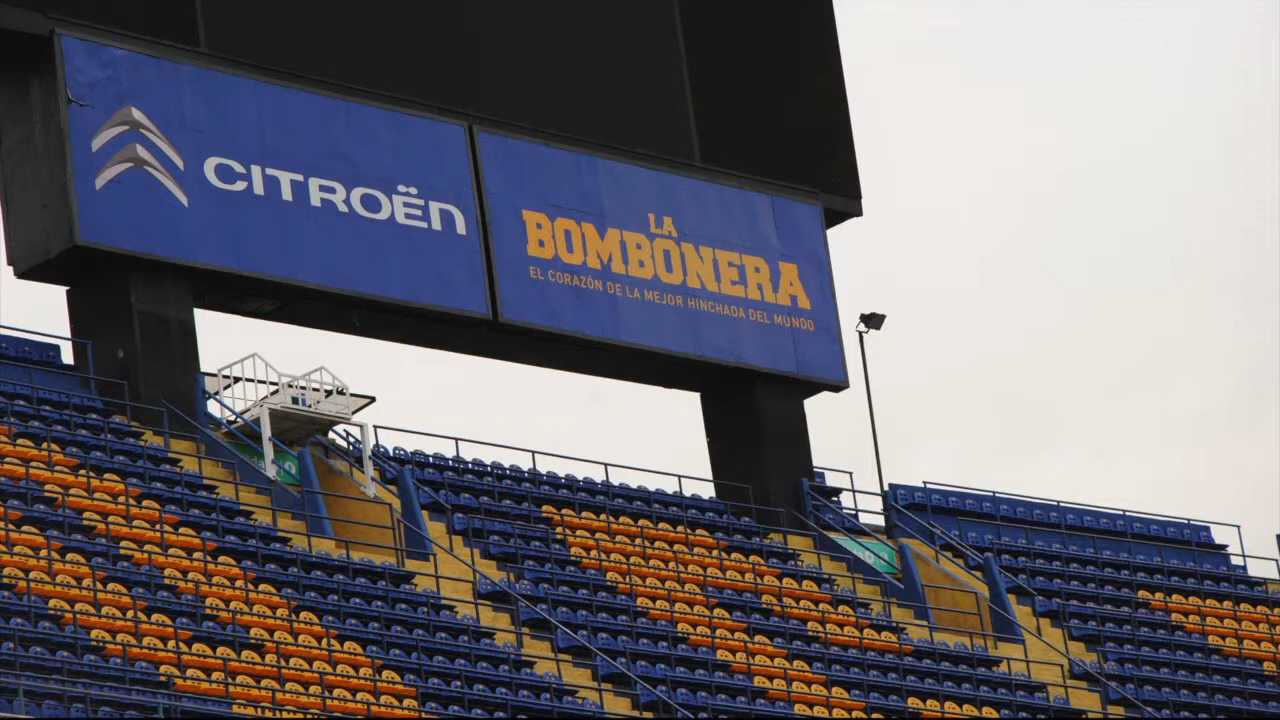 CITROËN
LA
BOMBONERA
EL CORAZÓN DE LA MEJOR HINCHADA DEL MUNDO